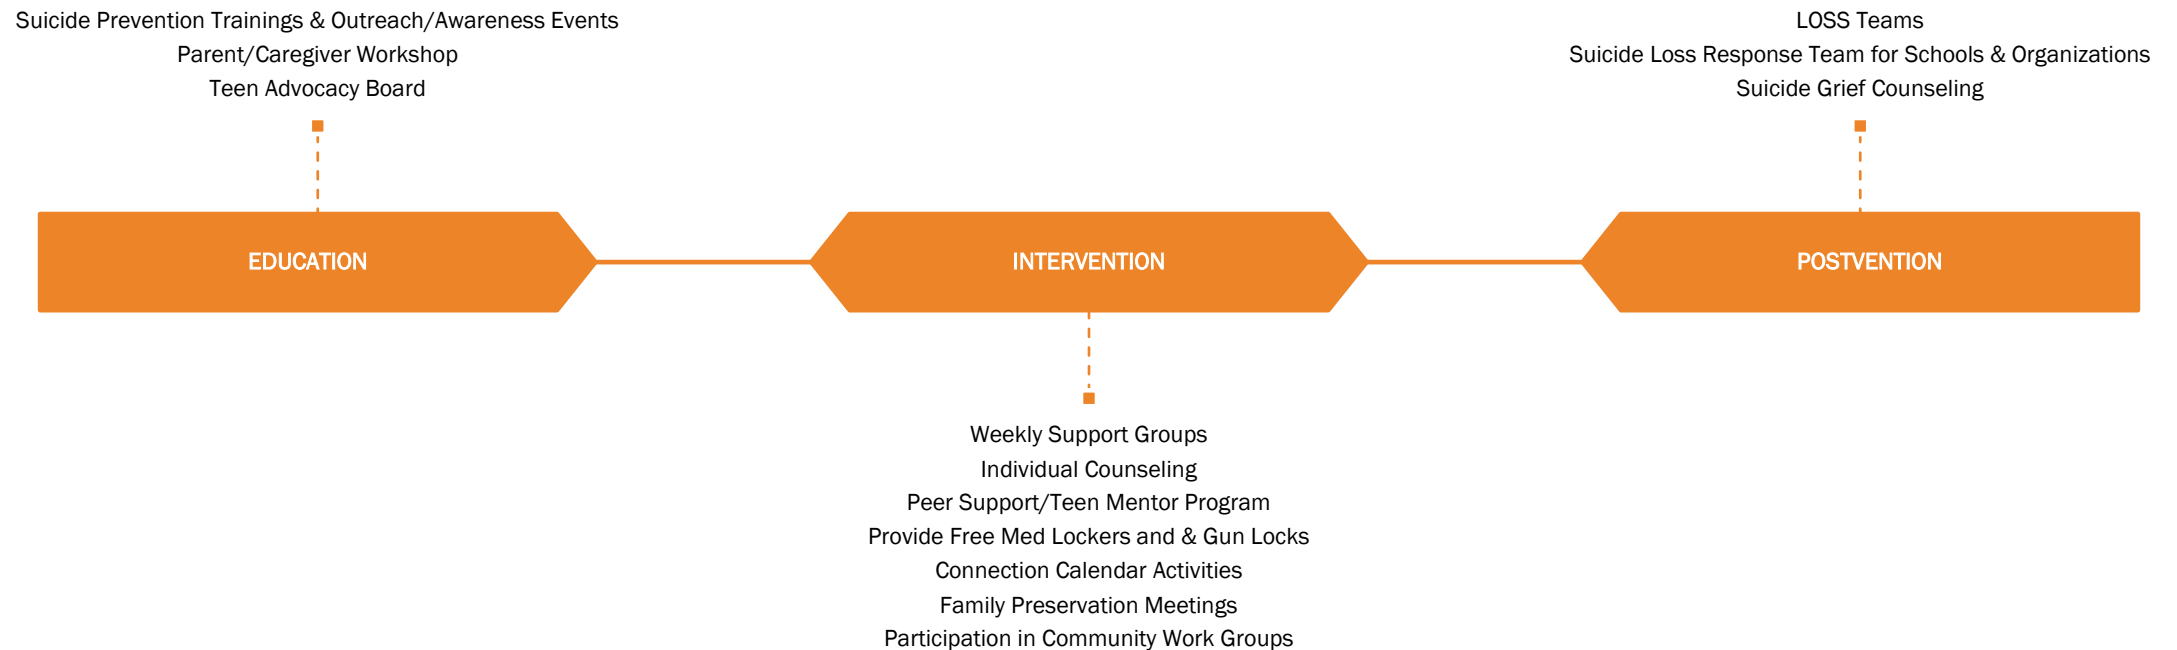 Suicide Prevention Trainings & Outreach/Awareness Events
Parent/Caregiver Workshop
Teen Advocacy Board
LOSS Teams
Suicide Loss Response Team for Schools & Organizations
Suicide Grief Counseling
EDUCATION
INTERVENTION
POSTVENTION
Weekly Support Groups
Individual Counseling
Peer Support/Teen Mentor Program
Provide Free Med Lockers and & Gun Locks
Connection Calendar Activities
Family Preservation Meetings
Participation in Community Work Groups